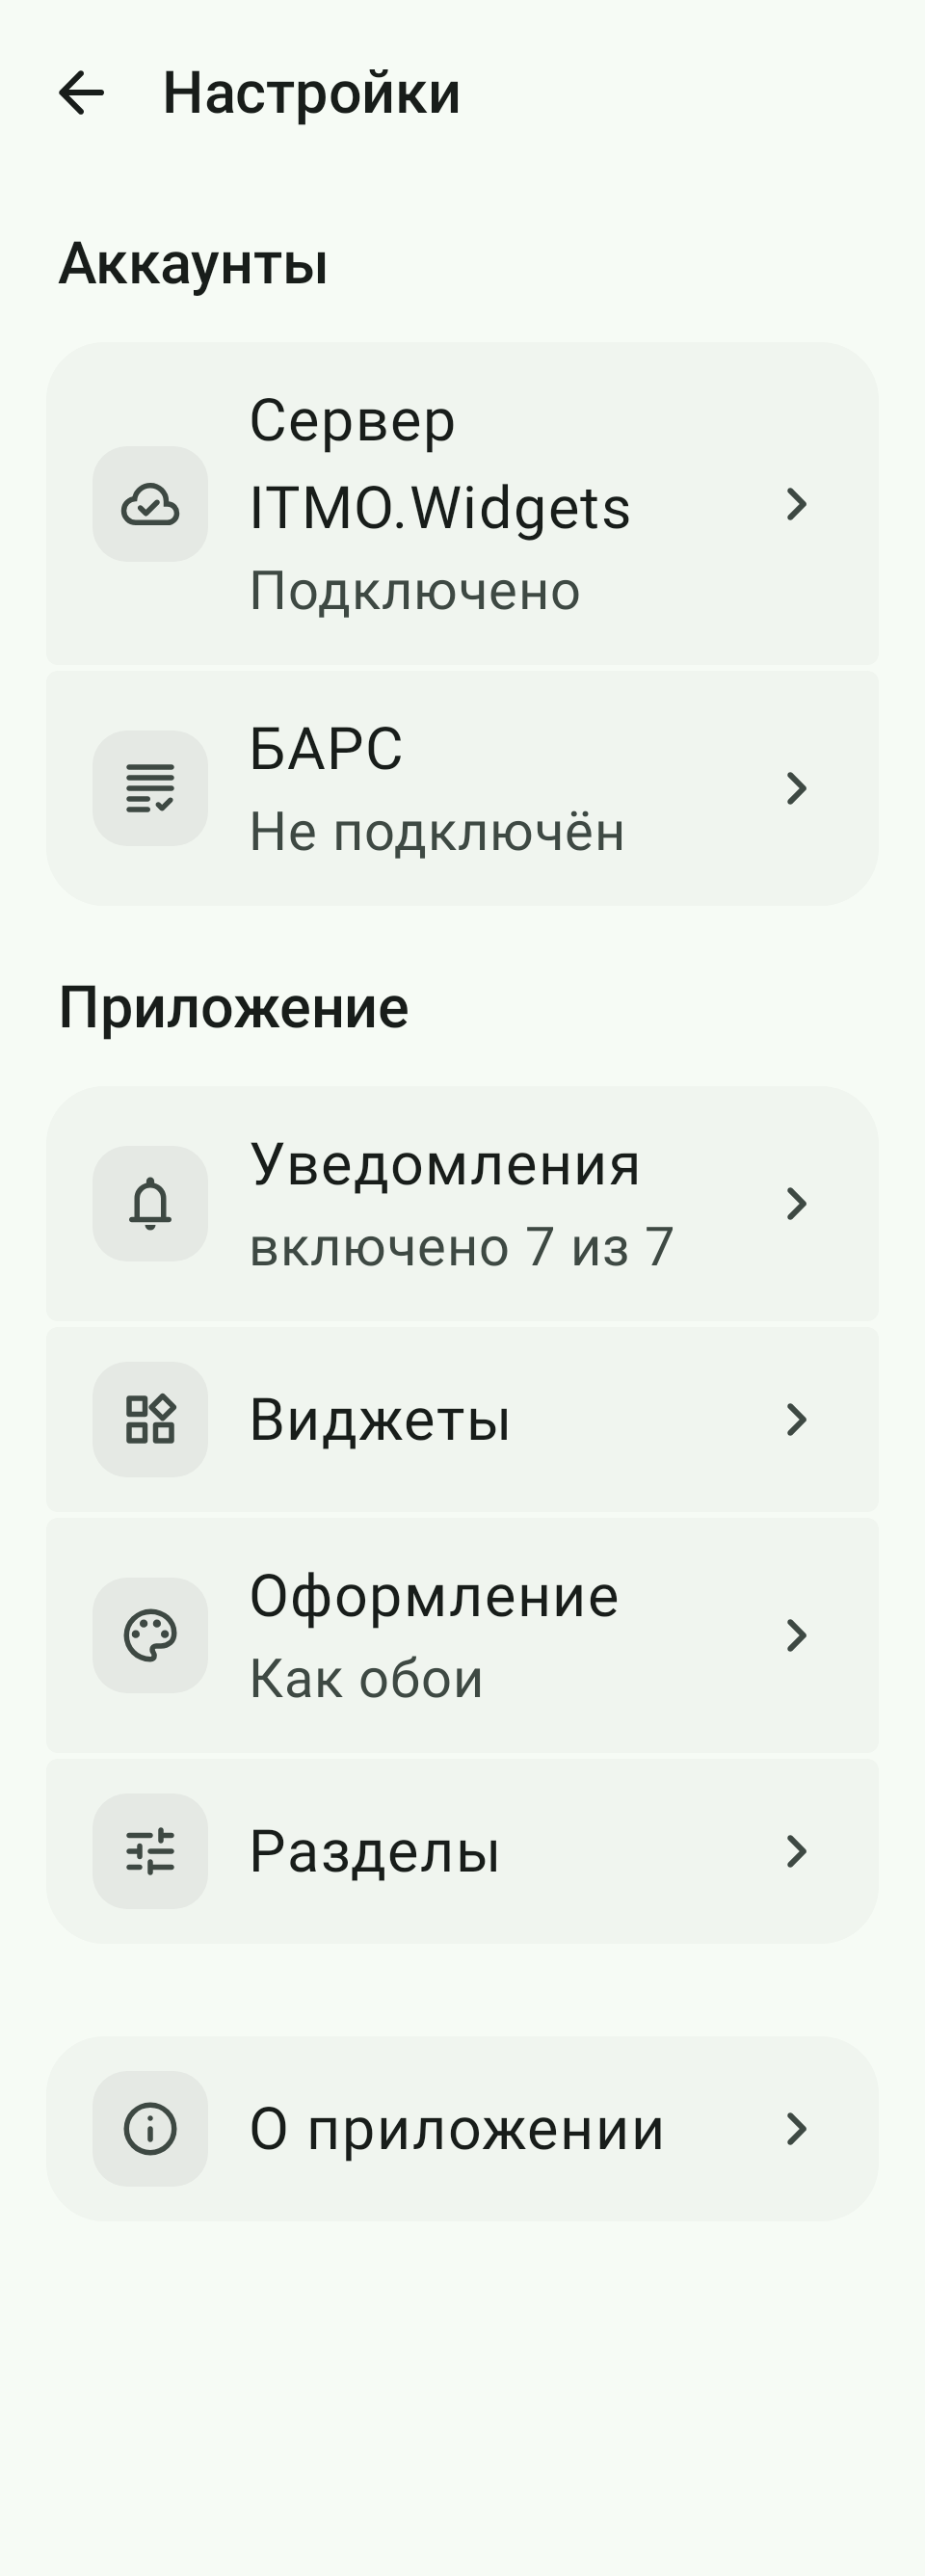 Настройки
Аккаунты
Сервер
ITMO.Widgets
Подключено
БАРС
Не подключён
Приложение
Уведомления
включено 7 из 7
Виджеты
Оформление
Как обои
Разделы
О приложении